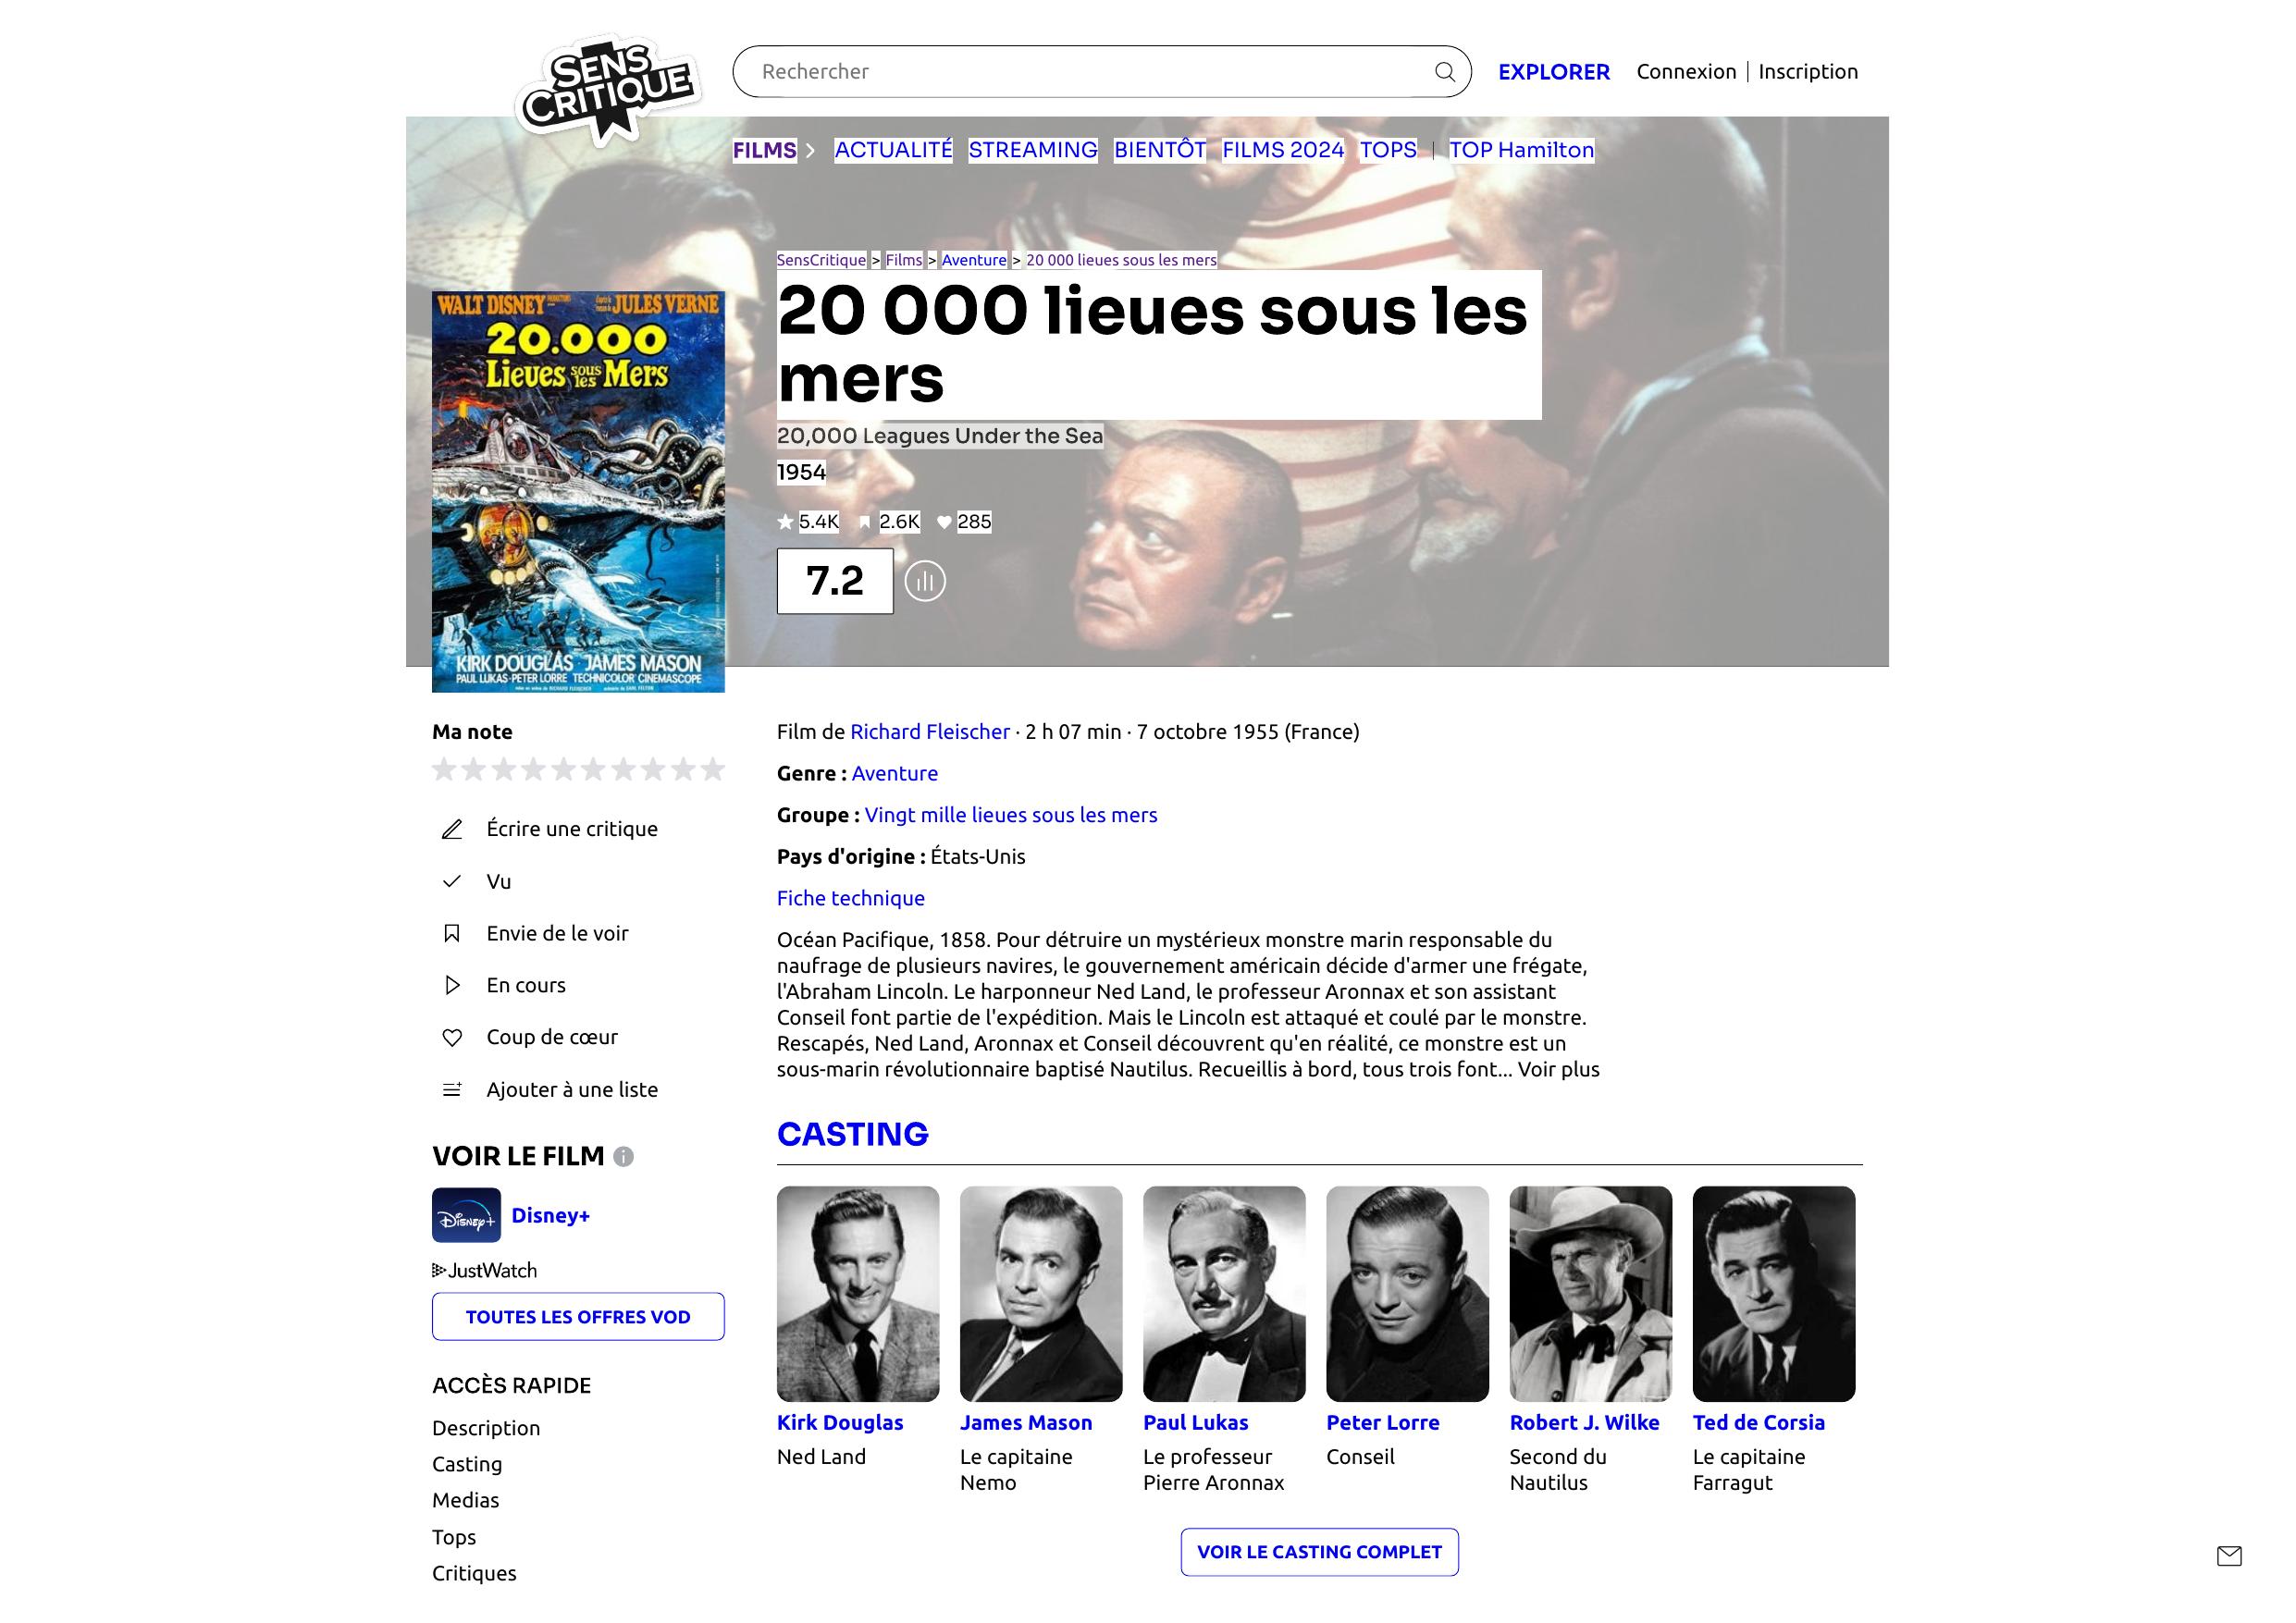 SENS
CRITIQUE
Rechercher
EXPLORER
Connexion | Inscription
FILMS
ACTUALITÉ
STREAMING
BIENTÔT
FILMS 2024
TOPS
|
TOP Hamilton
SensCritique > Films > Aventure > 20 000 lieues sous les mers
20 000 lieues sous les
mers
20,000 Leagues Under the Sea
1954
5.4K
2.6K
285
7.2
WALT DISNEY
JULES VERNE
20.000
Lieues sous les Mers
KIRK DOUGLAS · JAMES MASON
PAUL LUKAS · PETER LORRE TECHNICOLOR CINEMASCOPE
Ma note
Écrire une critique
Vu
Envie de le voir
En cours
Coup de cœur
Ajouter à une liste
VOIR LE FILM
Disney+
Disney+
JustWatch
TOUTES LES OFFRES VOD
ACCÈS RAPIDE
Description
Casting
Medias
Tops
Critiques
Film de Richard Fleischer · 2 h 07 min · 7 octobre 1955 (France)
Genre : Aventure
Groupe : Vingt mille lieues sous les mers
Pays d'origine : États-Unis
Fiche technique
Océan Pacifique, 1858. Pour détruire un mystérieux monstre marin responsable du
naufrage de plusieurs navires, le gouvernement américain décide d'armer une frégate,
l'Abraham Lincoln. Le harponneur Ned Land, le professeur Aronnax et son assistant
Conseil font partie de l'expédition. Mais le Lincoln est attaqué et coulé par le monstre.
Rescapés, Ned Land, Aronnax et Conseil découvrent qu'en réalité, ce monstre est un
sous-marin révolutionnaire baptisé Nautilus. Recueillis à bord, tous trois font... Voir plus
CASTING
Kirk Douglas
Ned Land
James Mason
Le capitaine
Nemo
Paul Lukas
Le professeur
Pierre Aronnax
Peter Lorre
Conseil
Robert J. Wilke
Second du
Nautilus
Ted de Corsia
Le capitaine
Farragut
VOIR LE CASTING COMPLET